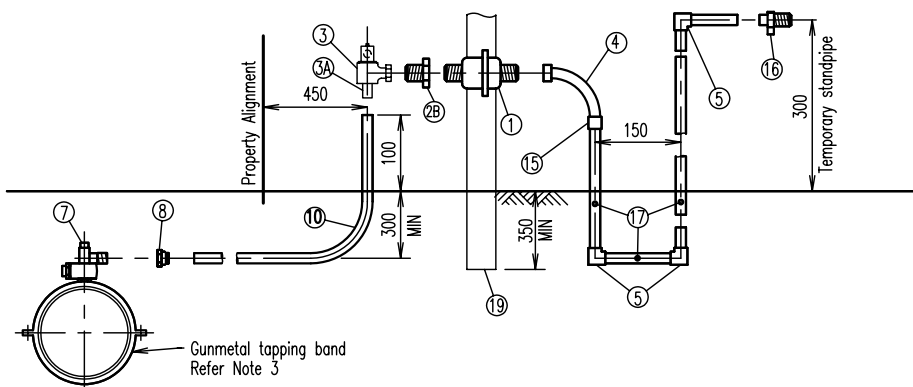 3
3A
Property Alignment
450
2B
1
4
15
150
5
16
300
Temporary standpipe
100
7
8
10
300
MIN
350
MIN
17
5
19
Gunmetal tapping band
Refer Note 3